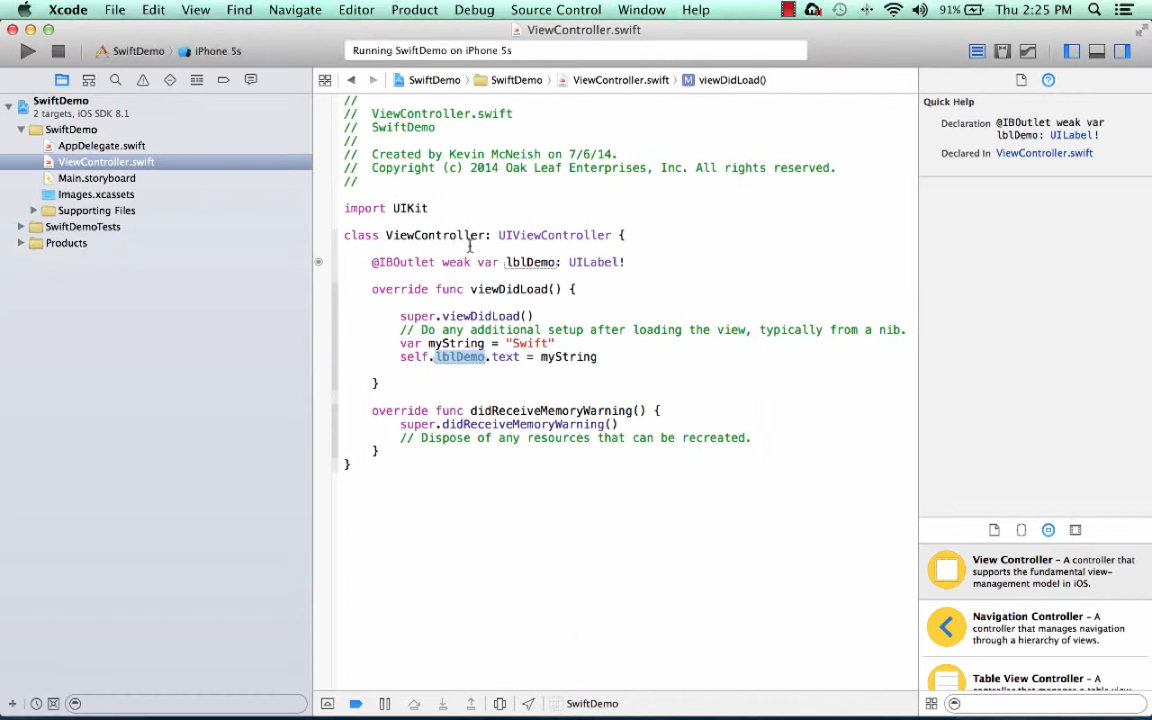 Xcode File Edit View Find Navigate Editor Product Debug Source Control Window Help 91% Thu 2:25 PM
ViewController.swift
SwiftDemo iPhone 5s
Running SwiftDemo on iPhone 5s
SwiftDemo SwiftDemo ViewController.swift M viewDidLoad()
SwiftDemo
2 targets, iOS SDK 8.1
SwiftDemo
AppDelegate.swift
ViewController.swift
Main.storyboard
Images.xcassets
Supporting Files
SwiftDemoTests
Products
//
// ViewController.swift
// SwiftDemo
//
// Created by Kevin McNeish on 7/6/14.
// Copyright (c) 2014 Oak Leaf Enterprises, Inc. All rights reserved.
//
import UIKit
class ViewController: UIViewController {
@IBOutlet weak var lblDemo: UILabel!
override func viewDidLoad() {
super.viewDidLoad()
// Do any additional setup after loading the view, typically from a nib.
var myString = "Swift"
self.lblDemo.text = myString
}
override func didReceiveMemoryWarning() {
super.didReceiveMemoryWarning()
// Dispose of any resources that can be recreated.
}
}
Quick Help
Declaration @IBOutlet weak var
lblDemo: UILabel!
Declared In ViewController.swift
View Controller - A controller that
supports the fundamental view-
management model in iOS.
Navigation Controller - A
controller that manages navigation
through a hierarchy of views.
Table View Controller - A
SwiftDemo